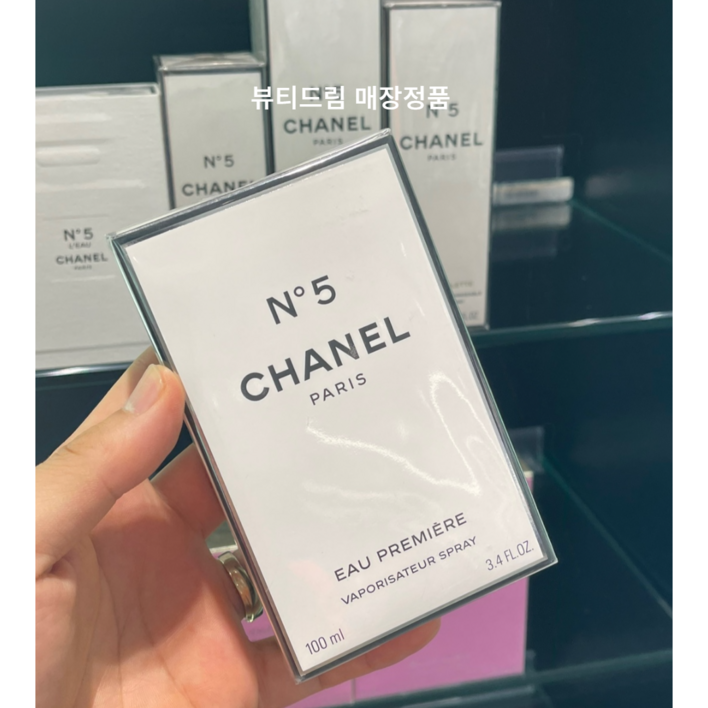 뷰티드림 매장정품
N°5
CHANEL
PARIS
N°5
CHANEL
PARIS
N°5
CHANEL
N°5
L'EAU
CHANEL
PARIS
N°5
CHANEL
PARIS
EAU PREMIÈRE
VAPORISATEUR SPRAY
100 ml
3.4 FL.OZ.